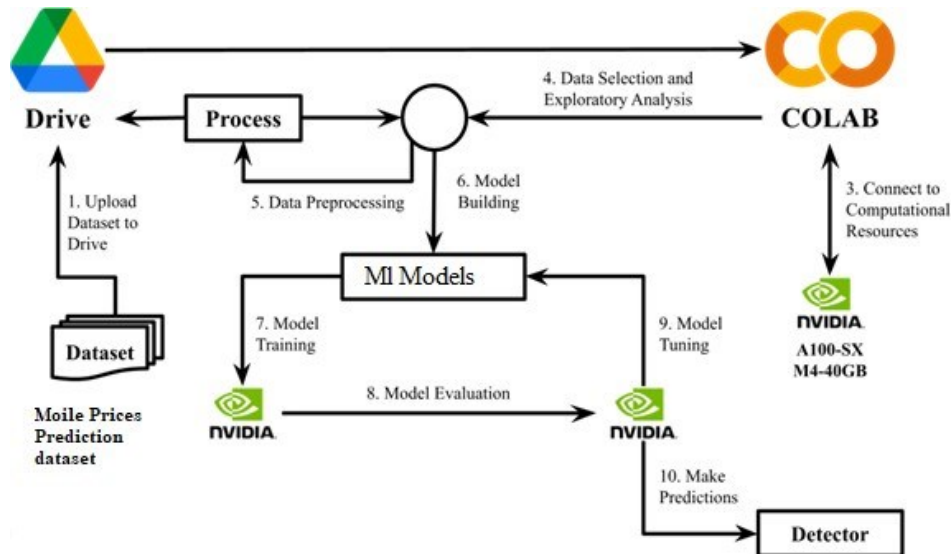 4. Data Selection and
Exploratory Analysis
Drive
Process
COLAB
1. Upload
Dataset to
Drive
5. Data Preprocessing
6. Model
Building
3. Connect to
Computational
Resources
Ml Models
7. Model
Training
9. Model
Tuning
NVIDIA.
A100-SX
M4-40GB
Dataset
8. Model Evaluation
NVIDIA.
NVIDIA.
Moile Prices
Prediction
dataset
10. Make
Predictions
Detector